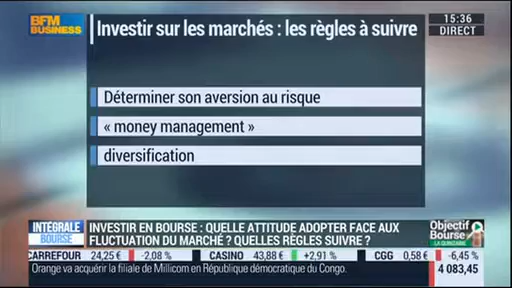 BFM
BUSINESS
15:36
DIRECT
Investir sur les marchés : les règles à suivre
Déterminer son aversion au risque
« money management »
diversification
INTÉGRALE
BOURSE
INVESTIR EN BOURSE : QUELLE ATTITUDE ADOPTER FACE AUX
FLUCTUATION DU MARCHÉ ? QUELLES RÈGLES SUIVRE ?
Objectif
Bourse
LA QUINZAINE
CARREFOUR 24,25 € -2,08 % CASINO 43,88 € +2,91 % CGG 0,58 € -6,45 %
Orange va acquérir la filiale de Millicom en République démocratique du Congo.
4 083,45